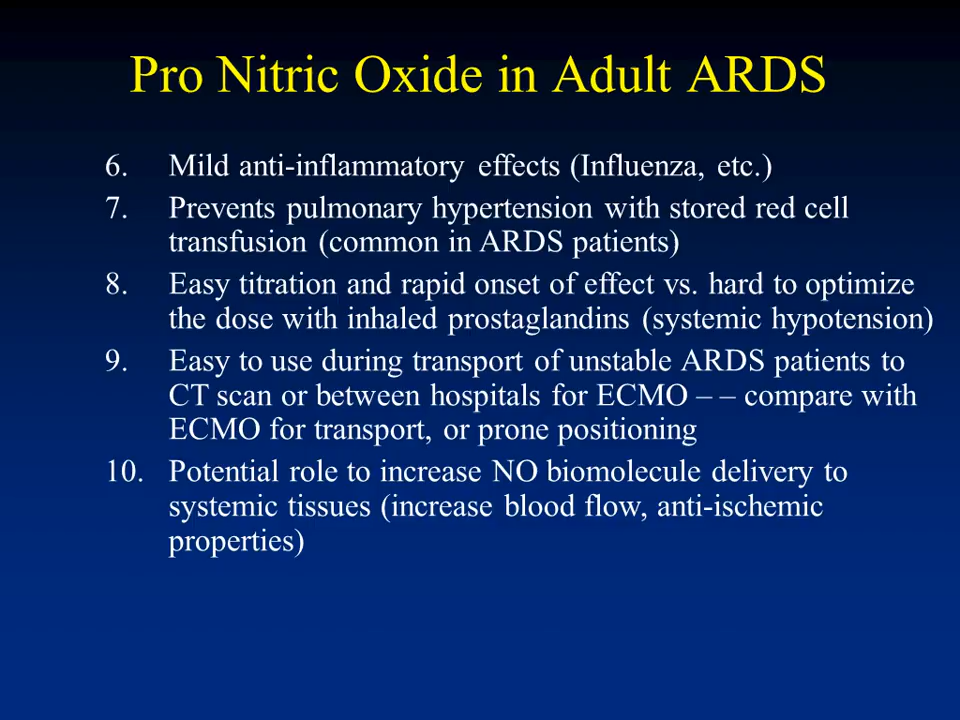 Pro Nitric Oxide in Adult ARDS
6. Mild anti-inflammatory effects (Influenza, etc.)
7. Prevents pulmonary hypertension with stored red cell
transfusion (common in ARDS patients)
8. Easy titration and rapid onset of effect vs. hard to optimize
the dose with inhaled prostaglandins (systemic hypotension)
9. Easy to use during transport of unstable ARDS patients to
CT scan or between hospitals for ECMO – – compare with
ECMO for transport, or prone positioning
10. Potential role to increase NO biomolecule delivery to
systemic tissues (increase blood flow, anti-ischemic
properties)